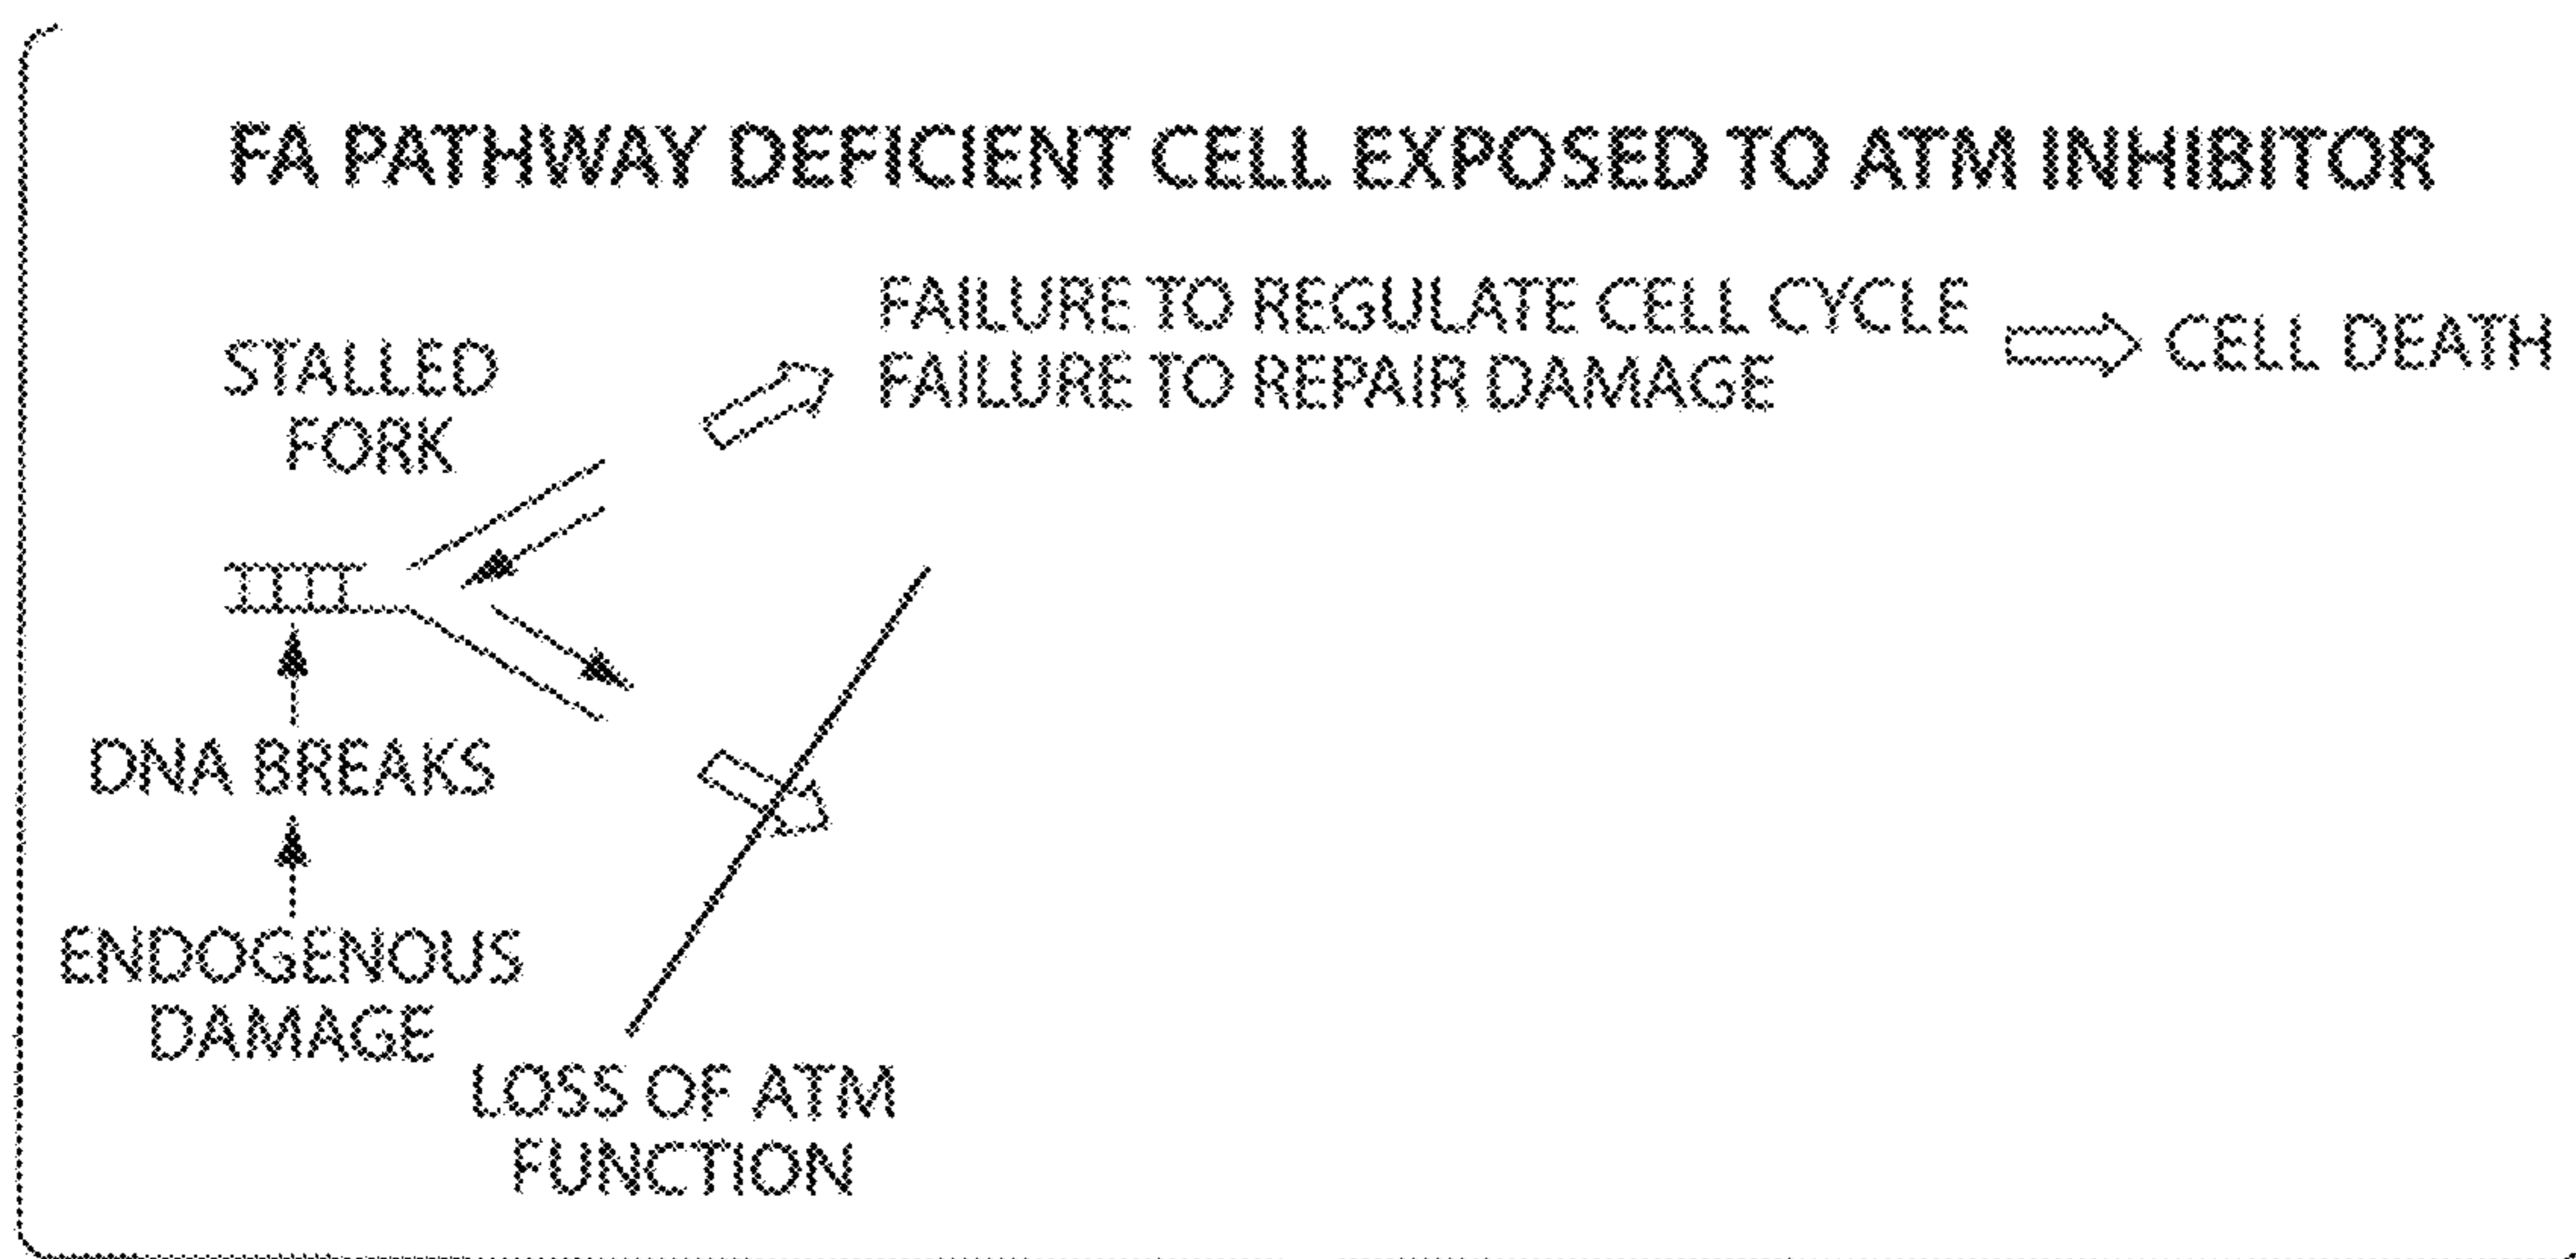 FA PATHWAY DEFICIENT CELL EXPOSED TO ATM INHIBITOR
FAILURE TO REGULATE CELL CYCLE
FAILURE TO REPAIR DAMAGE
CELL DEATH
STALLED
FORK
DNA BREAKS
ENDOGENOUS
DAMAGE
LOSS OF ATM
FUNCTION